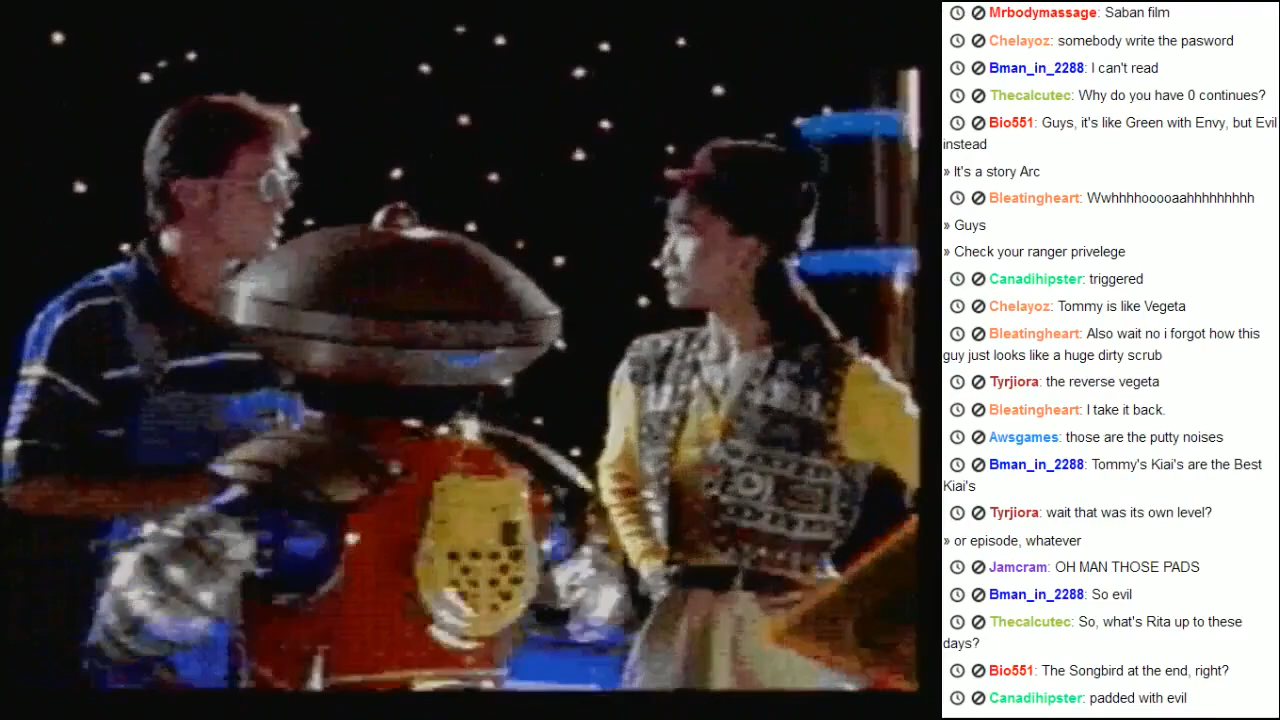 Mrbodymassage: Saban film
Chelayoz: somebody write the pasword
Bman_in_2288: I can't read
Thecalcutec: Why do you have 0 continues?
Bio551: Guys, it's like Green with Envy, but Evil
instead
» It's a story Arc
Bleatingheart: Wwhhhhooooaahhhhhhhhh
» Guys
» Check your ranger privelege
Canadihipster: triggered
Chelayoz: Tommy is like Vegeta
Bleatingheart: Also wait no i forgot how this
guy just looks like a huge dirty scrub
Tyrjiora: the reverse vegeta
Bleatingheart: I take it back.
Awsgames: those are the putty noises
Bman_in_2288: Tommy's Kiai's are the Best
Kiai's
Tyrjiora: wait that was its own level?
» or episode, whatever
Jamcram: OH MAN THOSE PADS
Bman_in_2288: So evil
Thecalcutec: So, what's Rita up to these
days?
Bio551: The Songbird at the end, right?
Canadihipster: padded with evil